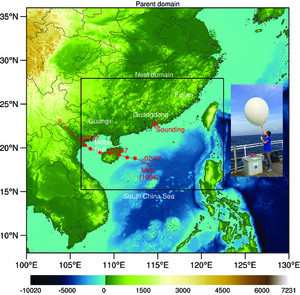 Parent domain
35°N
30°N
25°N
20°N
15°N
10°N
Nest domain
Fujian
Guangdong
Guangxi
Sounding
South China Sea
100°E 105°E 110°E 115°E 120°E 125°E 130°E
-10020 -5000 0 1500 3000 4500 6000 7231